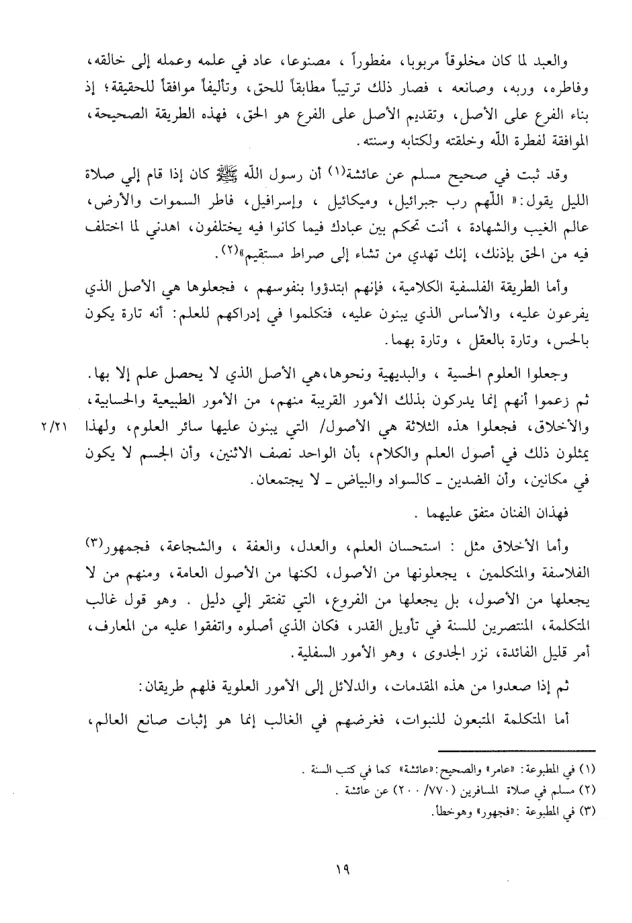 والعبد لما كان مخلوقاً مربوبا، مفطوراً ، مصنوعا، عاد في علمه وعمله إلى خالقه،
وفاطره، وربه، وصانعه ، فصار ذلك ترتيباً مطابقاً للحق، وتأليفاً موافقاً للحقيقة؛ إذ
بناء الفرع على الأصل، وتقديم الأصل على الفرع هو الحق، فهذه الطريقة الصحيحة،
الموافقة لفطرة الله وخلقته ولكتابه وسنته.
وقد ثبت في صحيح مسلم عن عائشة(١) أن رسول الله ﷺ كان إذا قام إلي صلاة
الليل يقول:« اللهم رب جبرائيل، وميكائيل ، وإسرافيل، فاطر السموات والأرض،
عالم الغيب والشهادة ، أنت تحكم بين عبادك فيما كانوا فيه يختلفون، اهدني لما اختلف
فيه من الحق بإذنك، إنك تهدي من تشاء إلى صراط مستقيم»(٢).
وأما الطريقة الفلسفية الكلامية، فإنهم ابتدؤوا بنفوسهم ، فجعلوها هي الأصل الذي
يفرعون عليه، والأساس الذي يبنون عليه، فتكلموا في إدراكهم للعلم: أنه تارة يكون
بالحس، وتارة بالعقل ، وتارة بهما.
وجعلوا العلوم الحسية ، والبديهية ونحوها،هي الأصل الذي لا يحصل علم إلا بها.
ثم زعموا أنهم إنما يدركون بذلك الأمور القريبة منهم، من الأمور الطبيعية والحسابية،
والأخلاق، فجعلوا هذه الثلاثة هي الأصول/ التي يبنون عليها سائر العلوم، ولهذا ٢/٢١
يمثلون ذلك في أصول العلم والكلام، بأن الواحد نصف الاثنين، وأن الجسم لا يكون
في مكانين، وأن الضدين ـ كالسواد والبياض ـ لا يجتمعان.
فهذان الفنان متفق عليهما .
وأما الأخلاق مثل : استحسان العلم، والعدل، والعفة ، والشجاعة، فجمهور(٣)
الفلاسفة والمتكلمين ، يجعلونها من الأصول، لكنها من الأصول العامة، ومنهم من لا
يجعلها من الأصول، بل يجعلها من الفروع، التي تفتقر إلي دليل . وهو قول غالب
المتكلمة، المنتصرين للسنة في تأويل القدر، فكان الذي أصلوه واتفقوا عليه من المعارف،
أمر قليل الفائدة، نزر الجدوى ، وهو الأمور السفلية.
ثم إذا صعدوا من هذه المقدمات، والدلائل إلى الأمور العلوية فلهم طريقان:
أما المتكلمة المتبعون للنبوات، فغرضهم في الغالب إنما هو إثبات صانع العالم،
(١) في المطبوعة: «عامر» والصحيح:«عائشة» كما في كتب السنة .
(٢) مسلم في صلاة المسافرين (٢٠٠/٧٧٠) عن عائشة .
(٣) في المطبوعة :«فجهور» وهوخطأ.
١٩